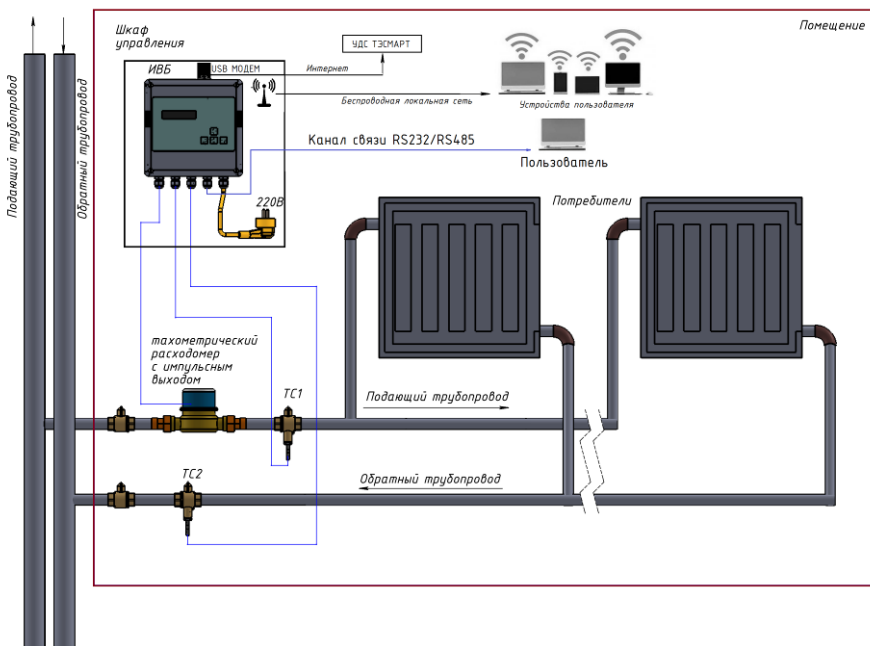 Помещение
Шкаф
управления
УДС ТЭСМАРТ
ИВБ
USB МОДЕМ
Интернет
Беспроводная локальная сеть
Устройства пользователя
Канал связи RS232/RS485
Пользователь
220В
Потребители
Подающий трубопровод
Обратный трубопровод
тахометрический
расходомер
с импульсным
выходом
ТС1
Подающий трубопровод
ТС2
Обратный трубопровод